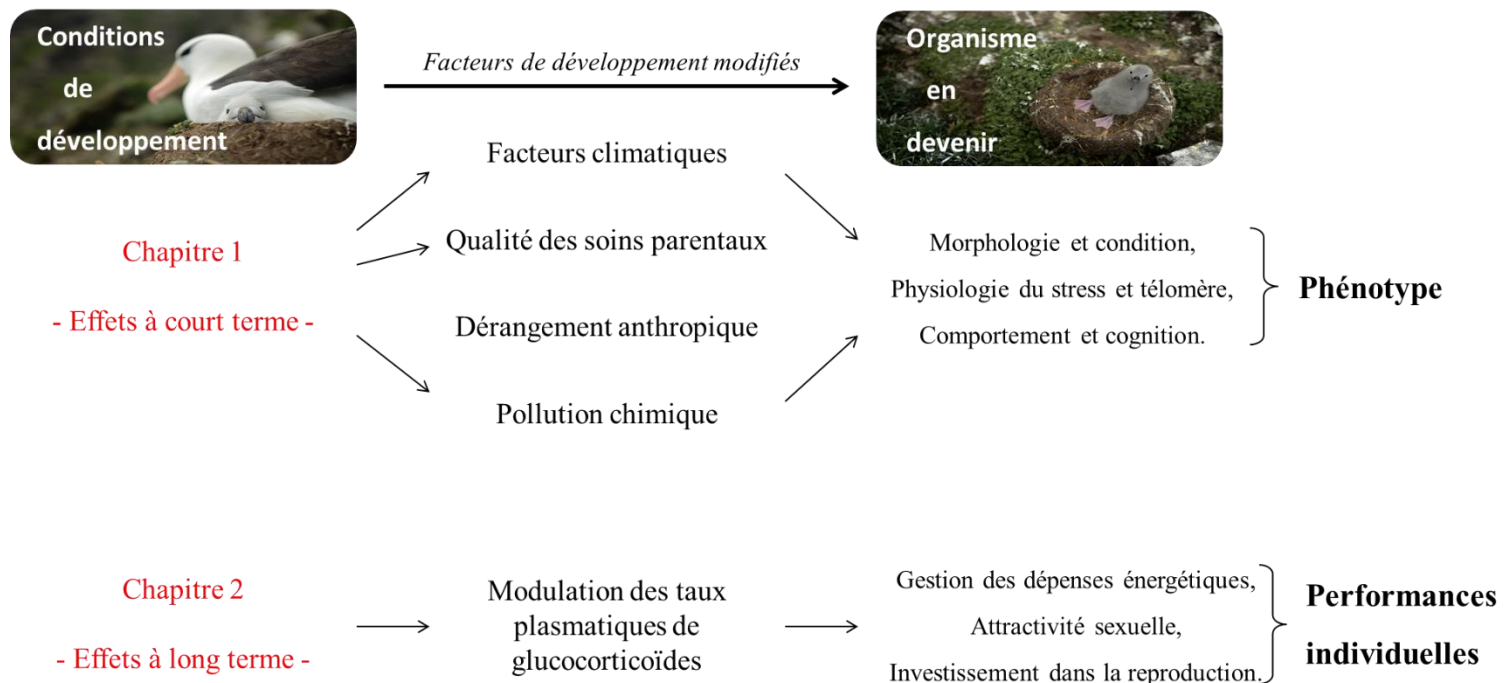 Conditions
de
développement
Facteurs de développement modifiés
Organisme
en
devenir
Facteurs climatiques
Chapitre 1
Qualité des soins parentaux
- Effets à court terme -
Dérangement anthropique
Pollution chimique
Morphologie et condition,
Physiologie du stress et télomère,
Comportement et cognition.
Phénotype
Chapitre 2
- Effets à long terme -
Modulation des taux
plasmatiques de
glucocorticoïdes
Gestion des dépenses énergétiques,
Attractivité sexuelle,
Investissement dans la reproduction.
Performances
individuelles